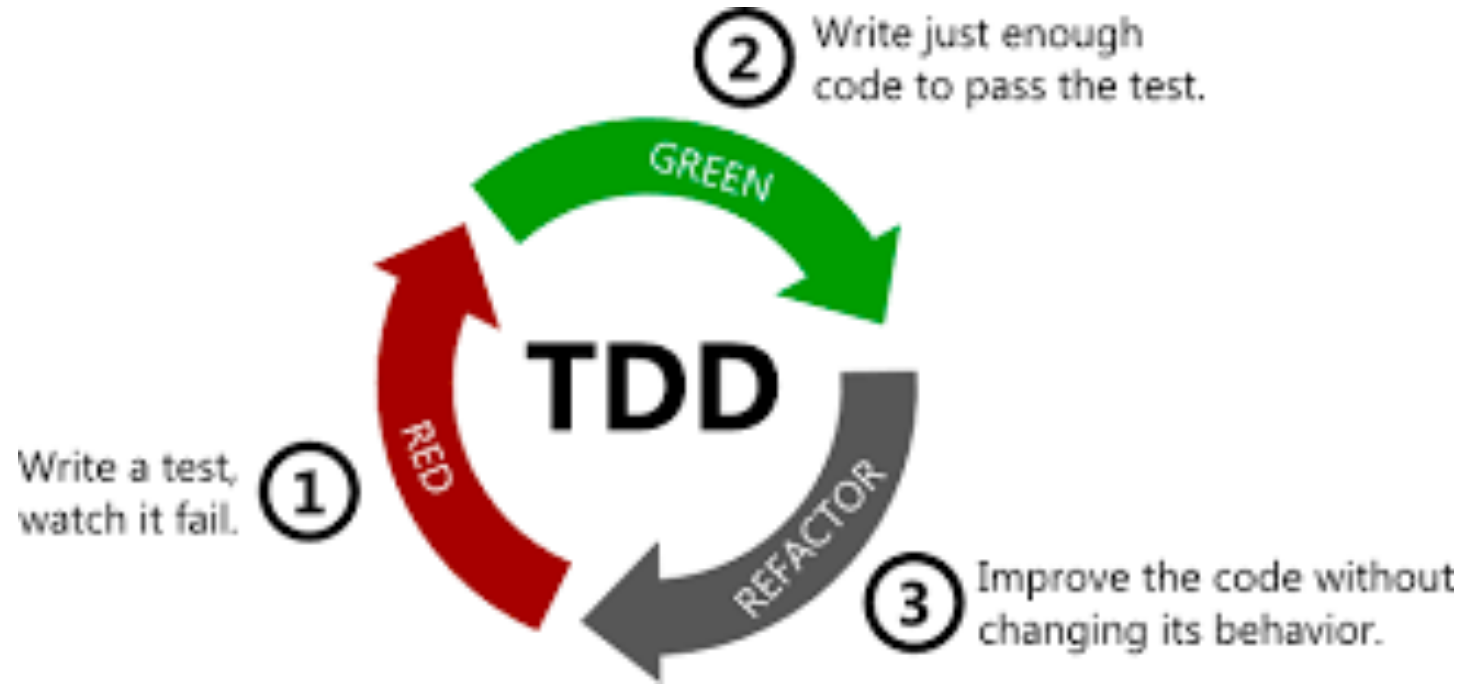 2
Write just enough
code to pass the test.
GREEN
TDD
RED
Write a test,
watch it fail.
1
REFACTOR
3
Improve the code without
changing its behavior.